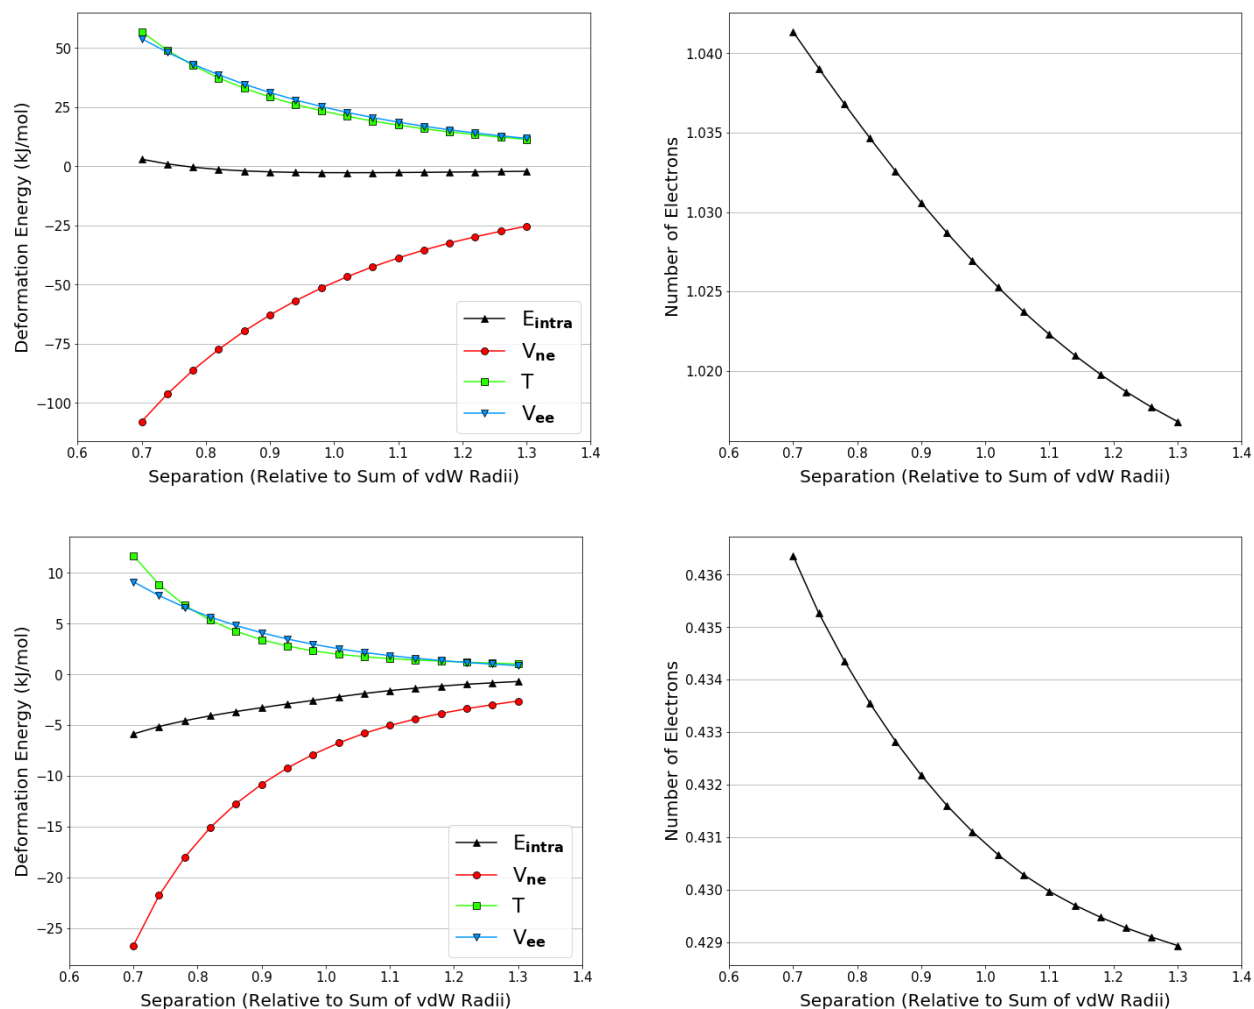 50
25
0
−25
−50
−75
−100
Deformation Energy (kJ/mol)
E_intra
V_ne
T
V_ee
0.6 0.7 0.8 0.9 1.0 1.1 1.2 1.3 1.4
Separation (Relative to Sum of vdW Radii)
1.040
1.035
1.030
1.025
1.020
Number of Electrons
0.6 0.7 0.8 0.9 1.0 1.1 1.2 1.3 1.4
Separation (Relative to Sum of vdW Radii)
10
5
0
−5
−10
−15
−20
−25
Deformation Energy (kJ/mol)
E_intra
V_ne
T
V_ee
0.6 0.7 0.8 0.9 1.0 1.1 1.2 1.3 1.4
Separation (Relative to Sum of vdW Radii)
0.436
0.435
0.434
0.433
0.432
0.431
0.430
0.429
Number of Electrons
0.6 0.7 0.8 0.9 1.0 1.1 1.2 1.3 1.4
Separation (Relative to Sum of vdW Radii)